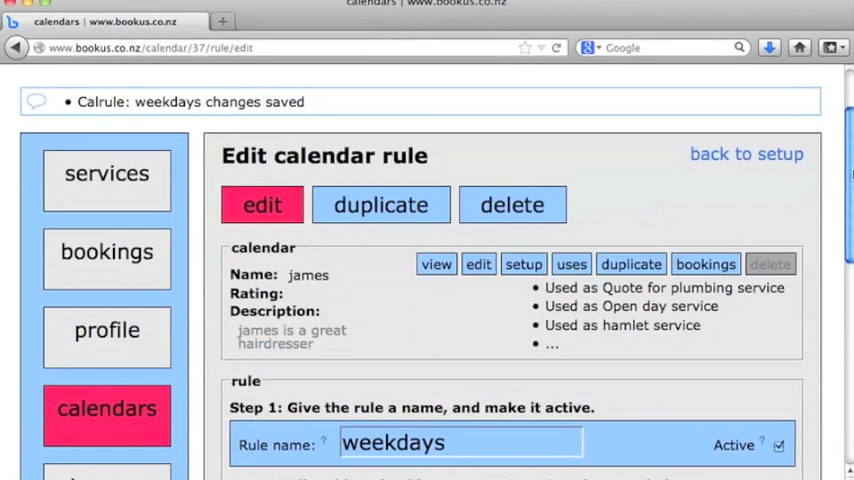 calendars | www.bookus.co.nz
calendars | www.bookus.co.nz
www.bookus.co.nz/calendar/37/rule/edit
Google
Calrule: weekdays changes saved
services
bookings
profile
calendars
Edit calendar rule
back to setup
edit duplicate delete
calendar
view edit setup uses duplicate bookings delete
Name: james
Rating:
Description:
james is a great
hairdresser
• Used as Quote for plumbing service
• Used as Open day service
• Used as hamlet service
• ...
rule
Step 1: Give the rule a name, and make it active.
Rule name: ? weekdays Active ?